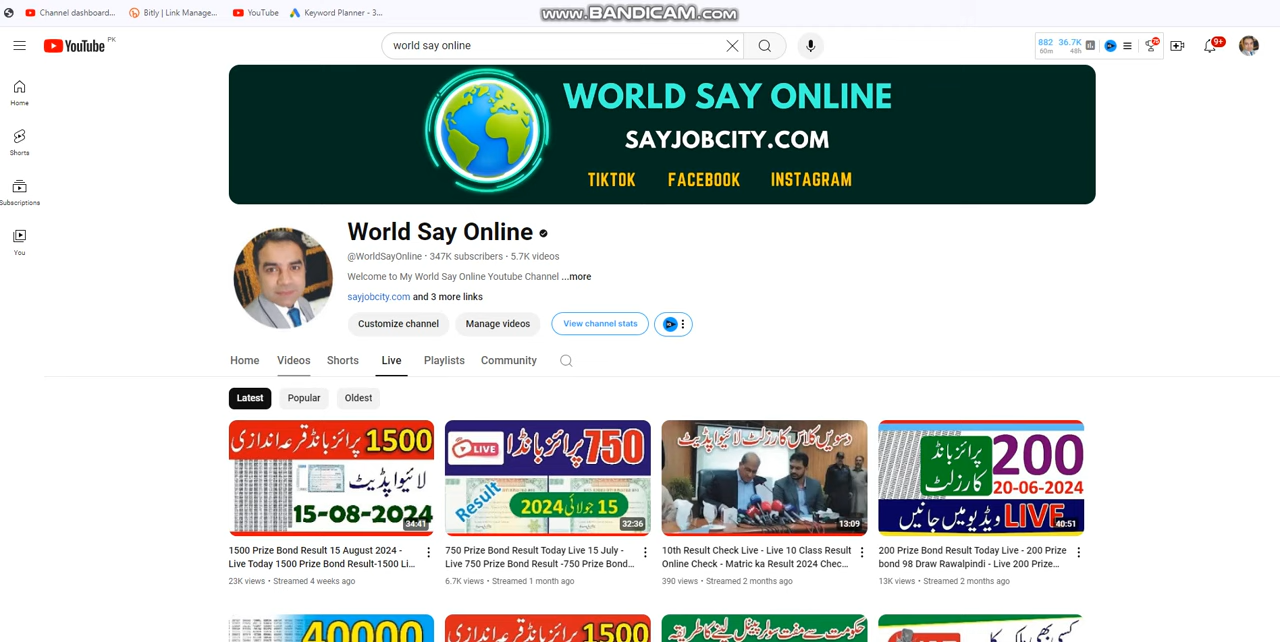 www.BANDICAM.com
Channel dashboard...
Bitly | Link Manage...
YouTube
Keyword Planner - 3...
YouTube PK
world say online
882 36.7K
60m 48h
9+
Home
Shorts
Subscriptions
You
WORLD SAY ONLINE
SAYJOBCITY.COM
TIKTOK FACEBOOK INSTAGRAM
World Say Online
@WorldSayOnline · 347K subscribers · 5.7K videos
Welcome to My World Say Online Youtube Channel ...more
sayjobcity.com and 3 more links
Customize channel
Manage videos
View channel stats
Home Videos Shorts Live Playlists Community
Latest Popular Oldest
پرائز بانڈ قرعہ اندازی 1500
لائیو اپڈیٹ
15-08-2024
34:41
LIVE
750 پرائز بانڈ ڈرا
Result
15 جولائی 2024
32:36
دسویں کلاس کا رزلٹ لائیو اپڈیٹ
13:09
پرائز بانڈ
کا رزلٹ
200
20-06-2024
LIVE ویڈیو میں جانیں
40:51
1500 Prize Bond Result 15 August 2024 -
Live Today 1500 Prize Bond Result-1500 Li...
23K views • Streamed 4 weeks ago
750 Prize Bond Result Today Live 15 July -
Live 750 Prize Bond Result -750 Prize Bond...
6.7K views • Streamed 1 month ago
10th Result Check Live - Live 10 Class Result
Online Check - Matric ka Result 2024 Chec...
390 views • Streamed 2 months ago
200 Prize Bond Result Today Live - 200 Prize
bond 98 Draw Rawalpindi - Live 200 Prize...
13K views • Streamed 2 months ago
40000
1500